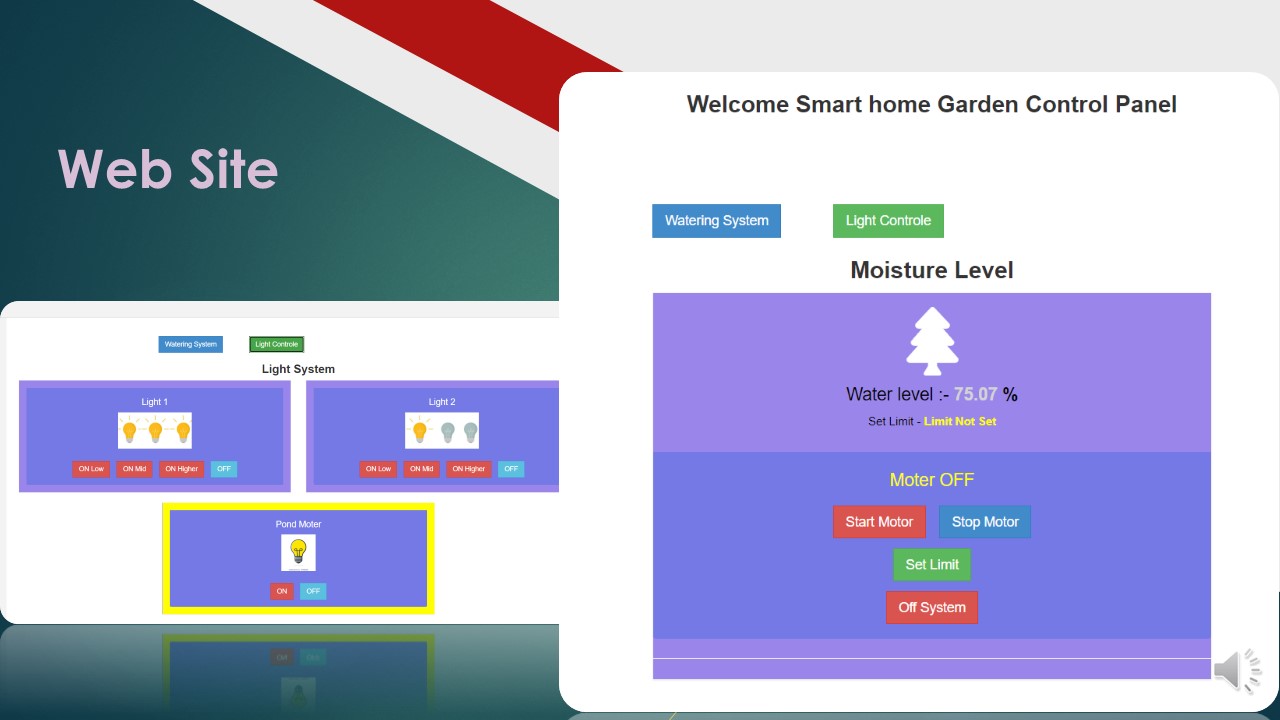 Web Site
Watering System
Light Controle
Light System
Light 1
ON Low
ON Mid
ON Higher
OFF
Light 2
ON Low
ON Mid
ON Higher
OFF
Pond Moter
ON
OFF
Welcome Smart home Garden Control Panel
Watering System
Light Controle
Moisture Level
Water level :- 75.07 %
Set Limit - Limit Not Set
Moter OFF
Start Motor
Stop Motor
Set Limit
Off System